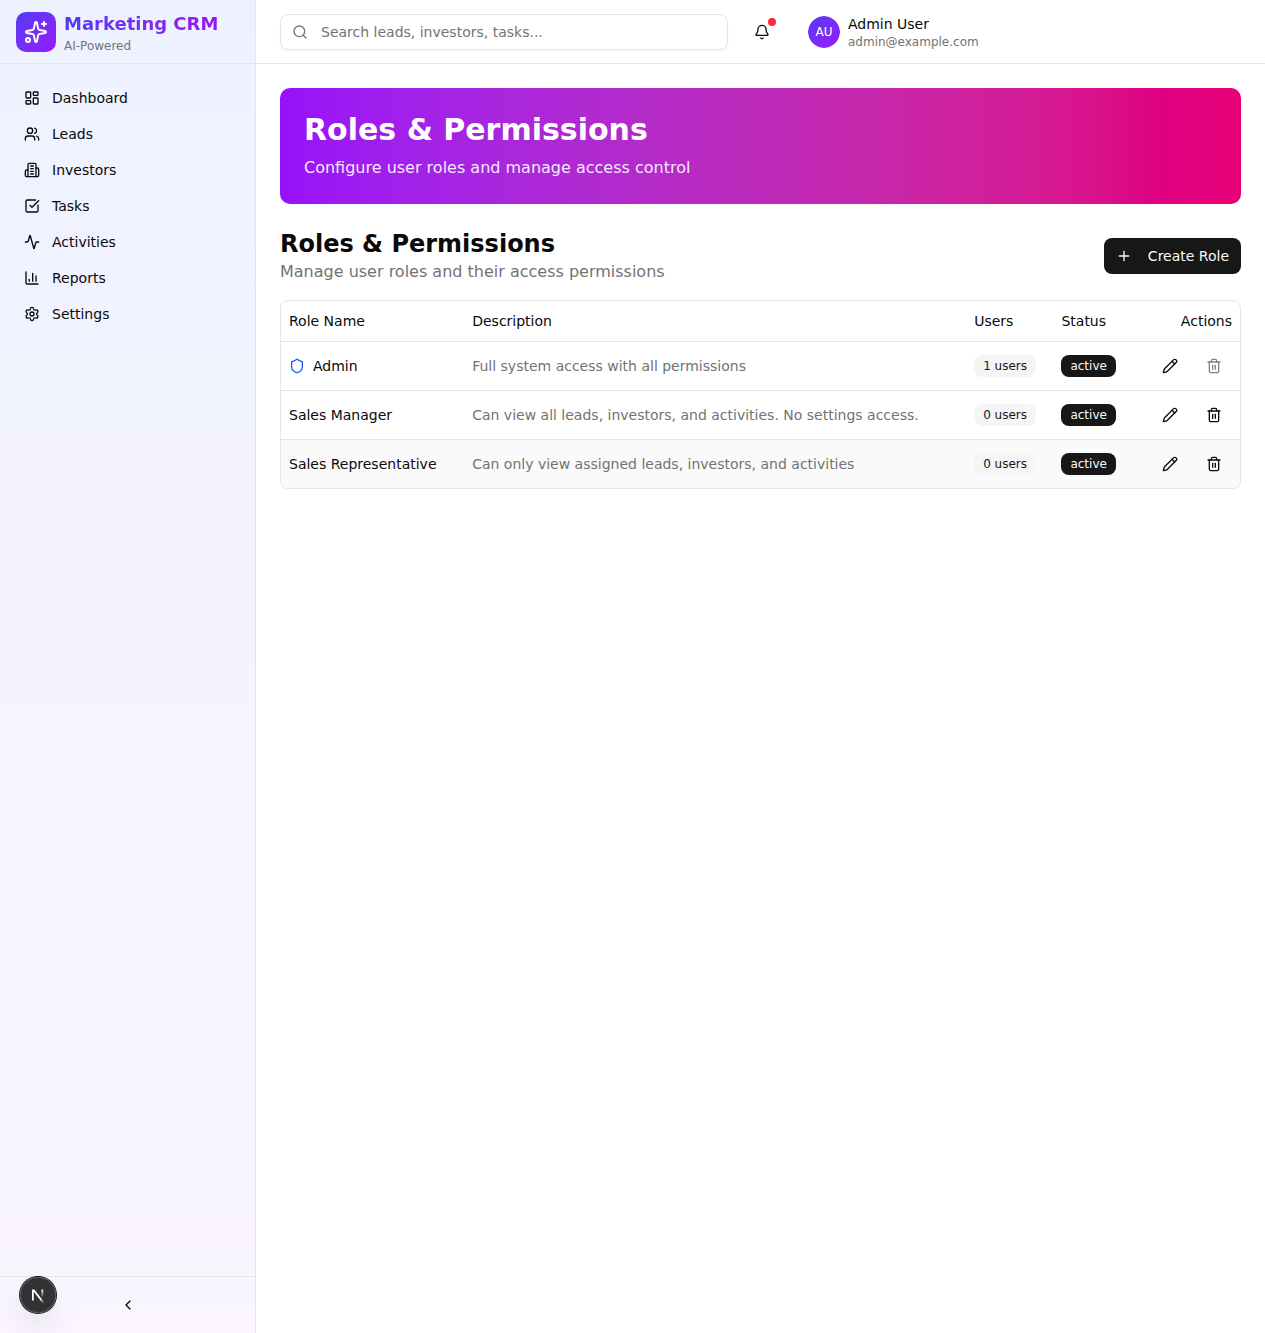 Marketing CRM
AI-Powered
Search leads, investors, tasks...
AU
Admin User
admin@example.com
Dashboard
Leads
Investors
Tasks
Activities
Reports
Settings
Roles & Permissions
Configure user roles and manage access control
Roles & Permissions
Manage user roles and their access permissions
Create Role
Role Name Description Users Status Actions
Admin Full system access with all permissions 1 users active
Sales Manager Can view all leads, investors, and activities. No settings access. 0 users active
Sales Representative Can only view assigned leads, investors, and activities 0 users active
N